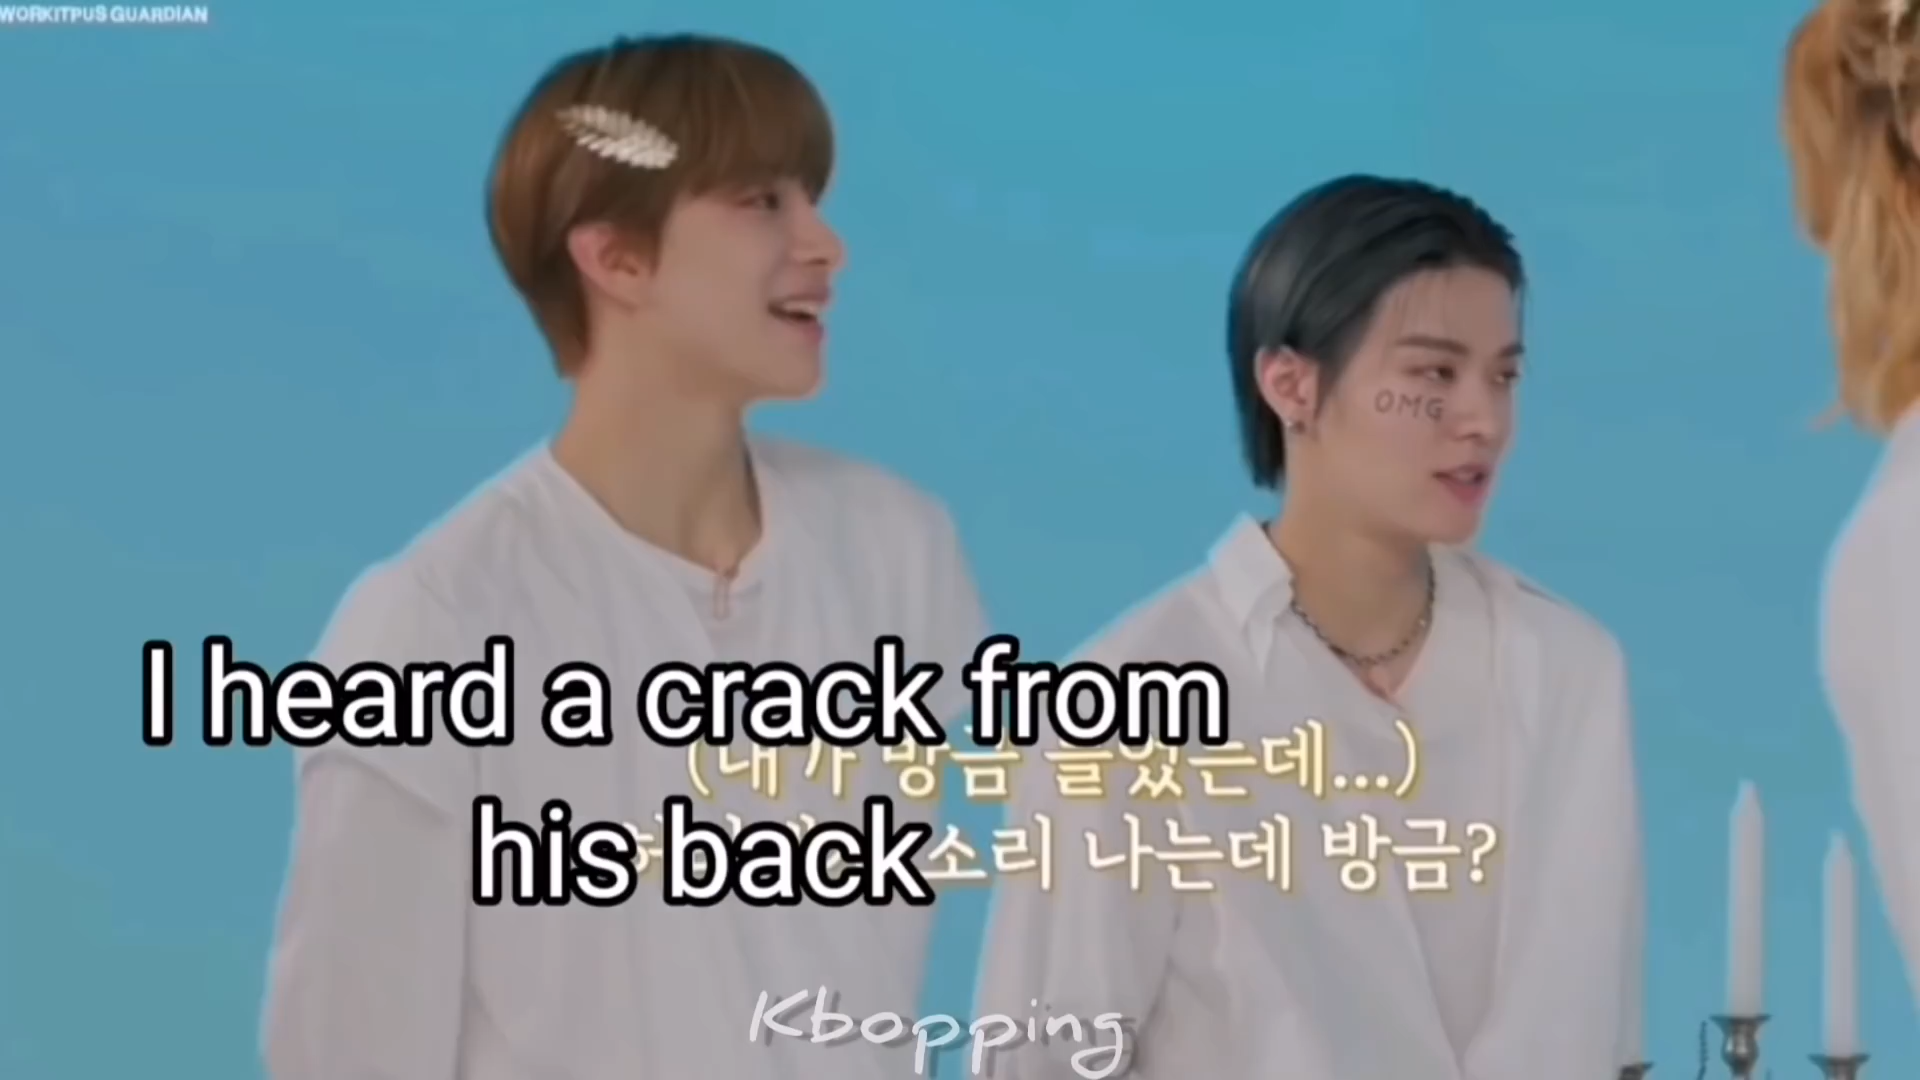 WORKITPUS GUARDIAN
OMG
I heard a crack from
(내가 방금 들었는데...)
his back
소리 나는데 방금?
Kbopping